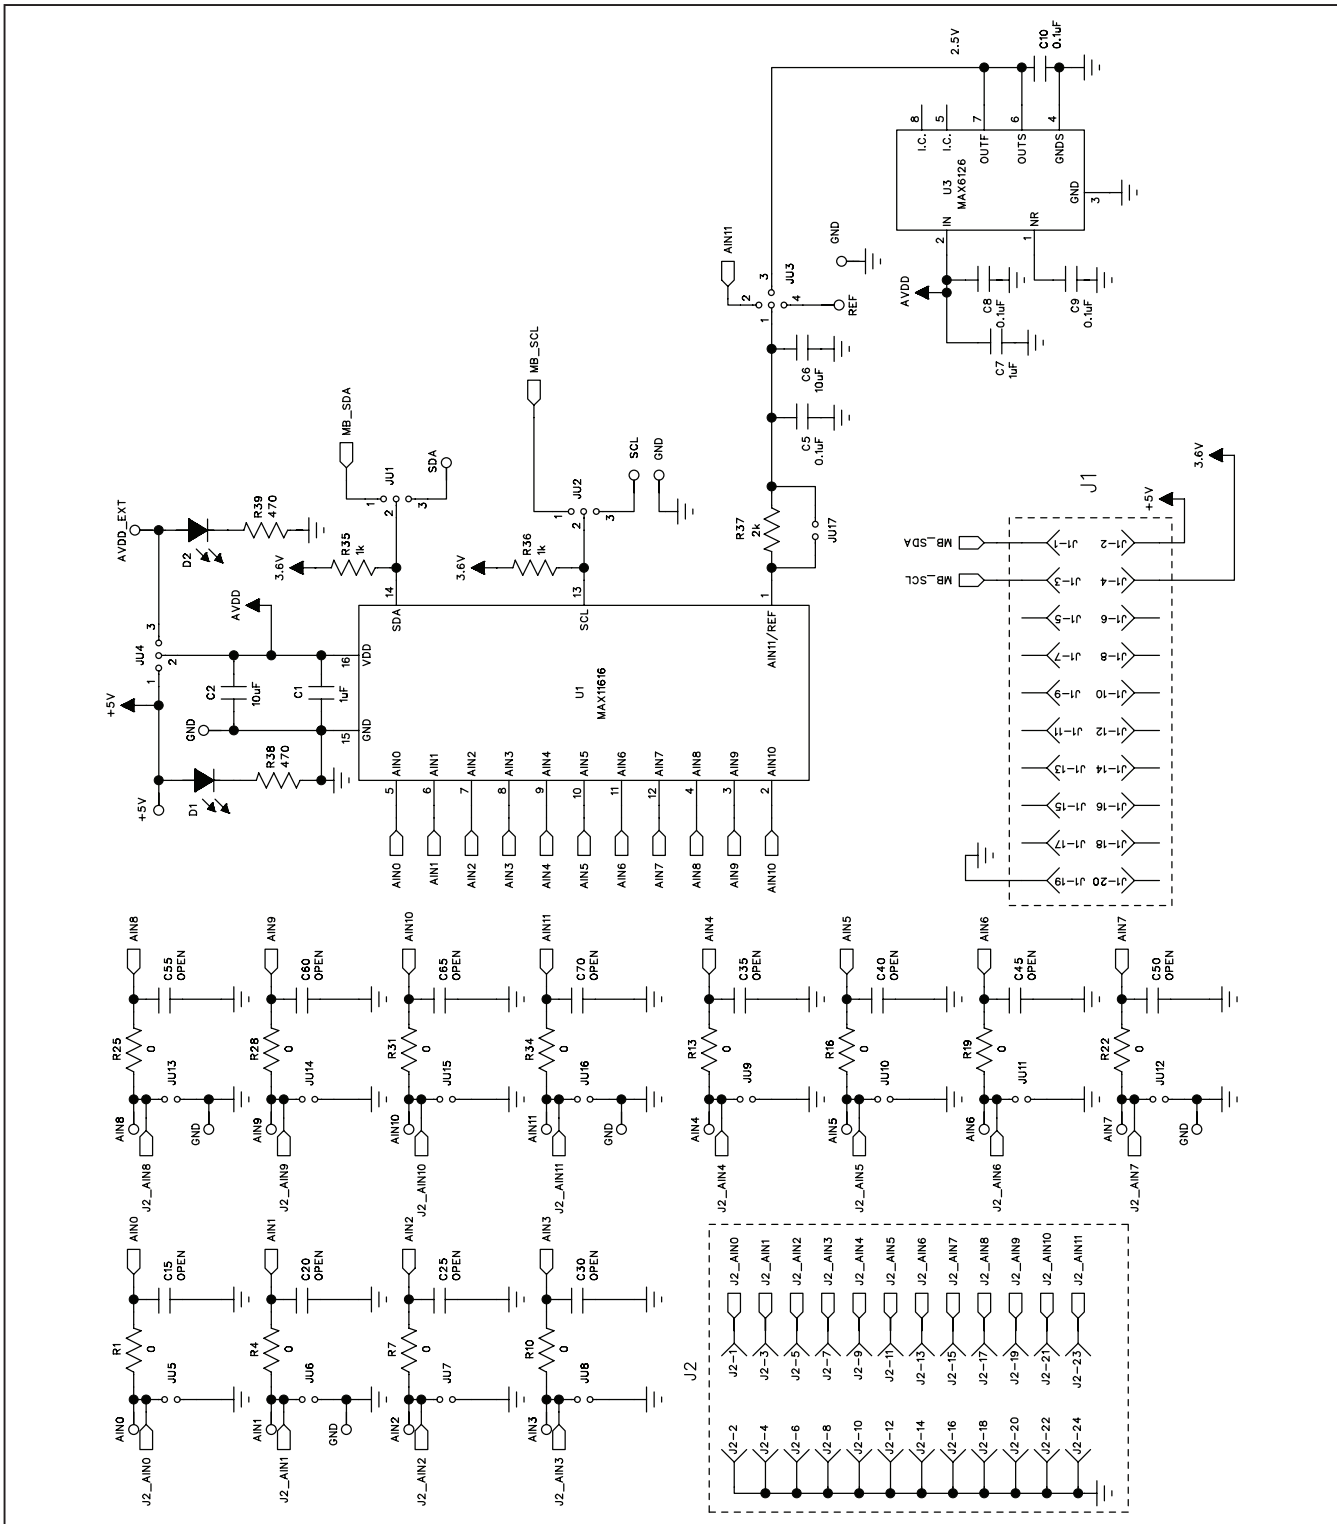 +5V
D1
R38
470
+5V
JU4
1
2
3
GND
C2
10uF
C1
1uF
AVDD
AVDD_EXT
D2
R39
470
15
GND
16
VDD
U1
MAX11616
3.6V
R35
1k
14
SDA
JU1
1
2
3
MB_SDA
SDA
3.6V
R36
1k
13
SCL
JU2
1
2
3
MB_SCL
SCL
GND
R37
2k
JU17
1
AIN11/REF
C5
0.1uF
C6
10uF
JU3
1
2
3
4
AIN11
REF
GND
2.5V
C10
0.1uF
U3
MAX6126
I.C.
8
I.C.
5
OUTF
7
OUTS
6
GNDS
4
GND
3
IN
2
NR
1
AVDD
C8
0.1uF
C7
1uF
C9
0.1uF
AIN0
5
AIN0
AIN1
6
AIN1
AIN2
7
AIN2
AIN3
8
AIN3
AIN4
9
AIN4
AIN5
10
AIN5
AIN6
11
AIN6
AIN7
12
AIN7
AIN8
4
AIN8
AIN9
3
AIN9
AIN10
2
AIN10
J1
+5V
3.6V
MB_SDA
MB_SCL
J1-1
J1-2
J1-3
J1-4
J1-5
J1-6
J1-7
J1-8
J1-9
J1-10
J1-11
J1-12
J1-13
J1-14
J1-15
J1-16
J1-17
J1-18
J1-19
J1-20
AIN8
J2_AIN8
R25
0
JU13
GND
C55
OPEN
AIN8
AIN9
J2_AIN9
R28
0
JU14
C60
OPEN
AIN9
AIN10
J2_AIN10
R31
0
JU15
C65
OPEN
AIN10
AIN11
J2_AIN11
R34
0
JU16
GND
C70
OPEN
AIN11
AIN4
J2_AIN4
R13
0
JU9
C35
OPEN
AIN4
AIN5
J2_AIN5
R16
0
JU10
C40
OPEN
AIN5
AIN6
J2_AIN6
R19
0
JU11
C45
OPEN
AIN6
AIN7
J2_AIN7
R22
0
JU12
GND
C50
OPEN
AIN7
AIN0
J2_AIN0
R1
0
JU5
C15
OPEN
AIN0
AIN1
J2_AIN1
R4
0
JU6
GND
C20
OPEN
AIN1
AIN2
J2_AIN2
R7
0
JU7
C25
OPEN
AIN2
AIN3
J2_AIN3
R10
0
JU8
C30
OPEN
AIN3
J2
J2-2
J2-1
J2_AIN0
J2-4
J2-3
J2_AIN1
J2-6
J2-5
J2_AIN2
J2-8
J2-7
J2_AIN3
J2-10
J2-9
J2_AIN4
J2-12
J2-11
J2_AIN5
J2-14
J2-13
J2_AIN6
J2-16
J2-15
J2_AIN7
J2-18
J2-17
J2_AIN8
J2-20
J2-19
J2_AIN9
J2-22
J2-21
J2_AIN10
J2-24
J2-23
J2_AIN11